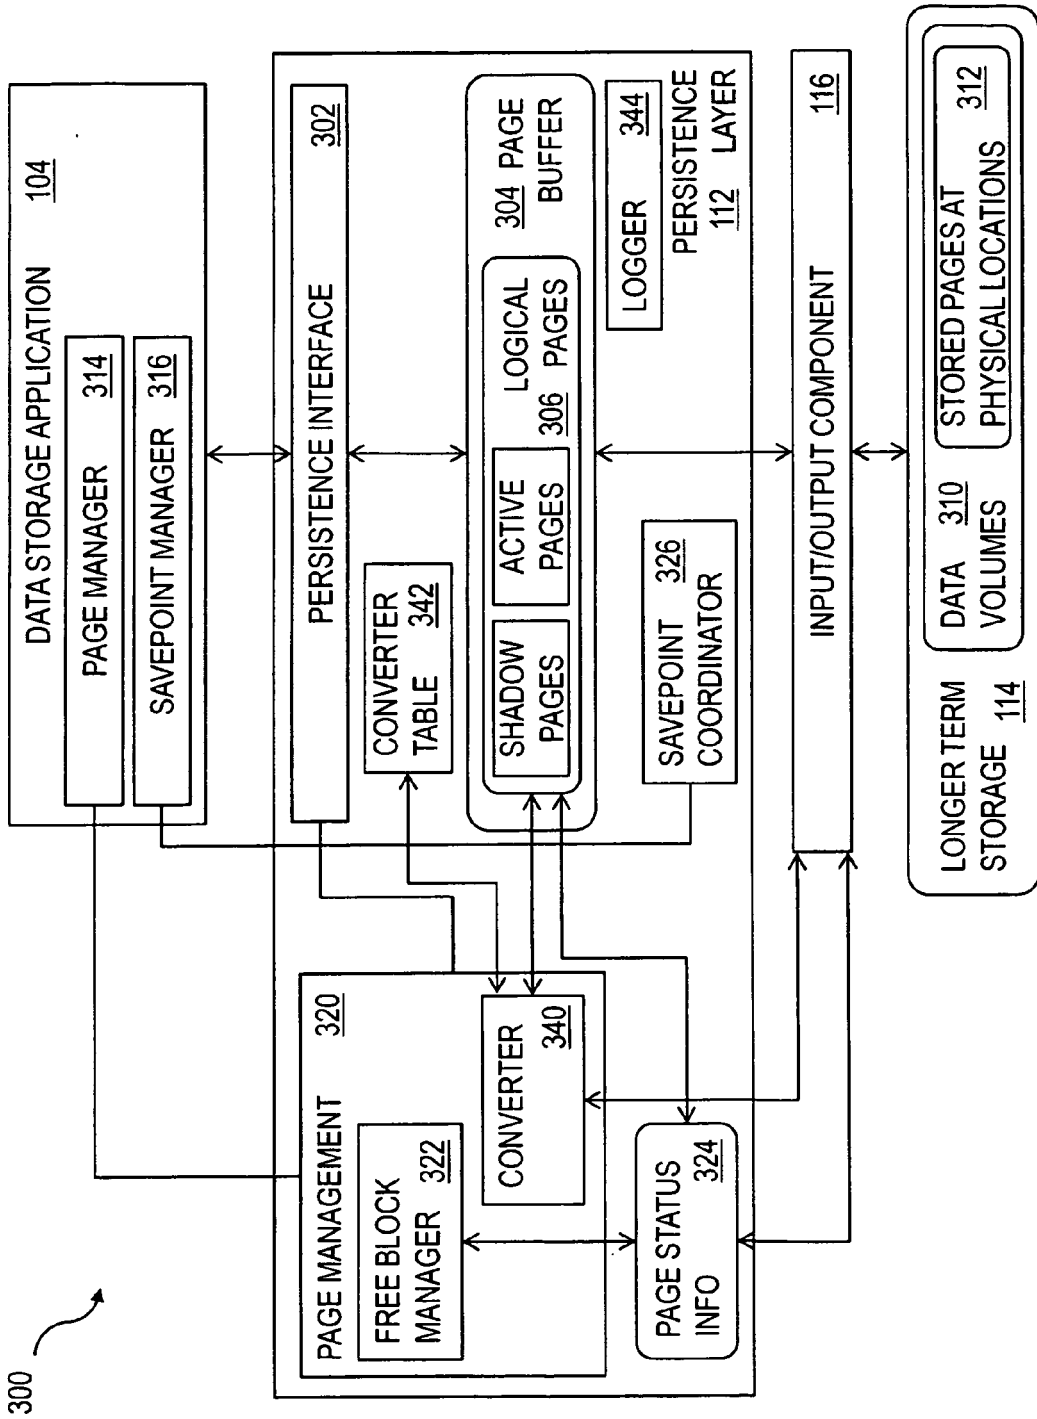 300
DATA STORAGE APPLICATION
104
PAGE MANAGER
314
SAVEPOINT MANAGER
316
PERSISTENCE INTERFACE
302
PAGE MANAGEMENT
320
FREE BLOCK
MANAGER
322
CONVERTER
340
CONVERTER
TABLE
342
304 PAGE
BUFFER
LOGICAL
306 PAGES
SHADOW
PAGES
ACTIVE
PAGES
PAGE STATUS
INFO
324
SAVEPOINT
COORDINATOR
326
LOGGER
344
PERSISTENCE
112 LAYER
INPUT/OUTPUT COMPONENT
116
LONGER TERM
STORAGE 114
DATA
VOLUMES
310
STORED PAGES AT
PHYSICAL LOCATIONS
312